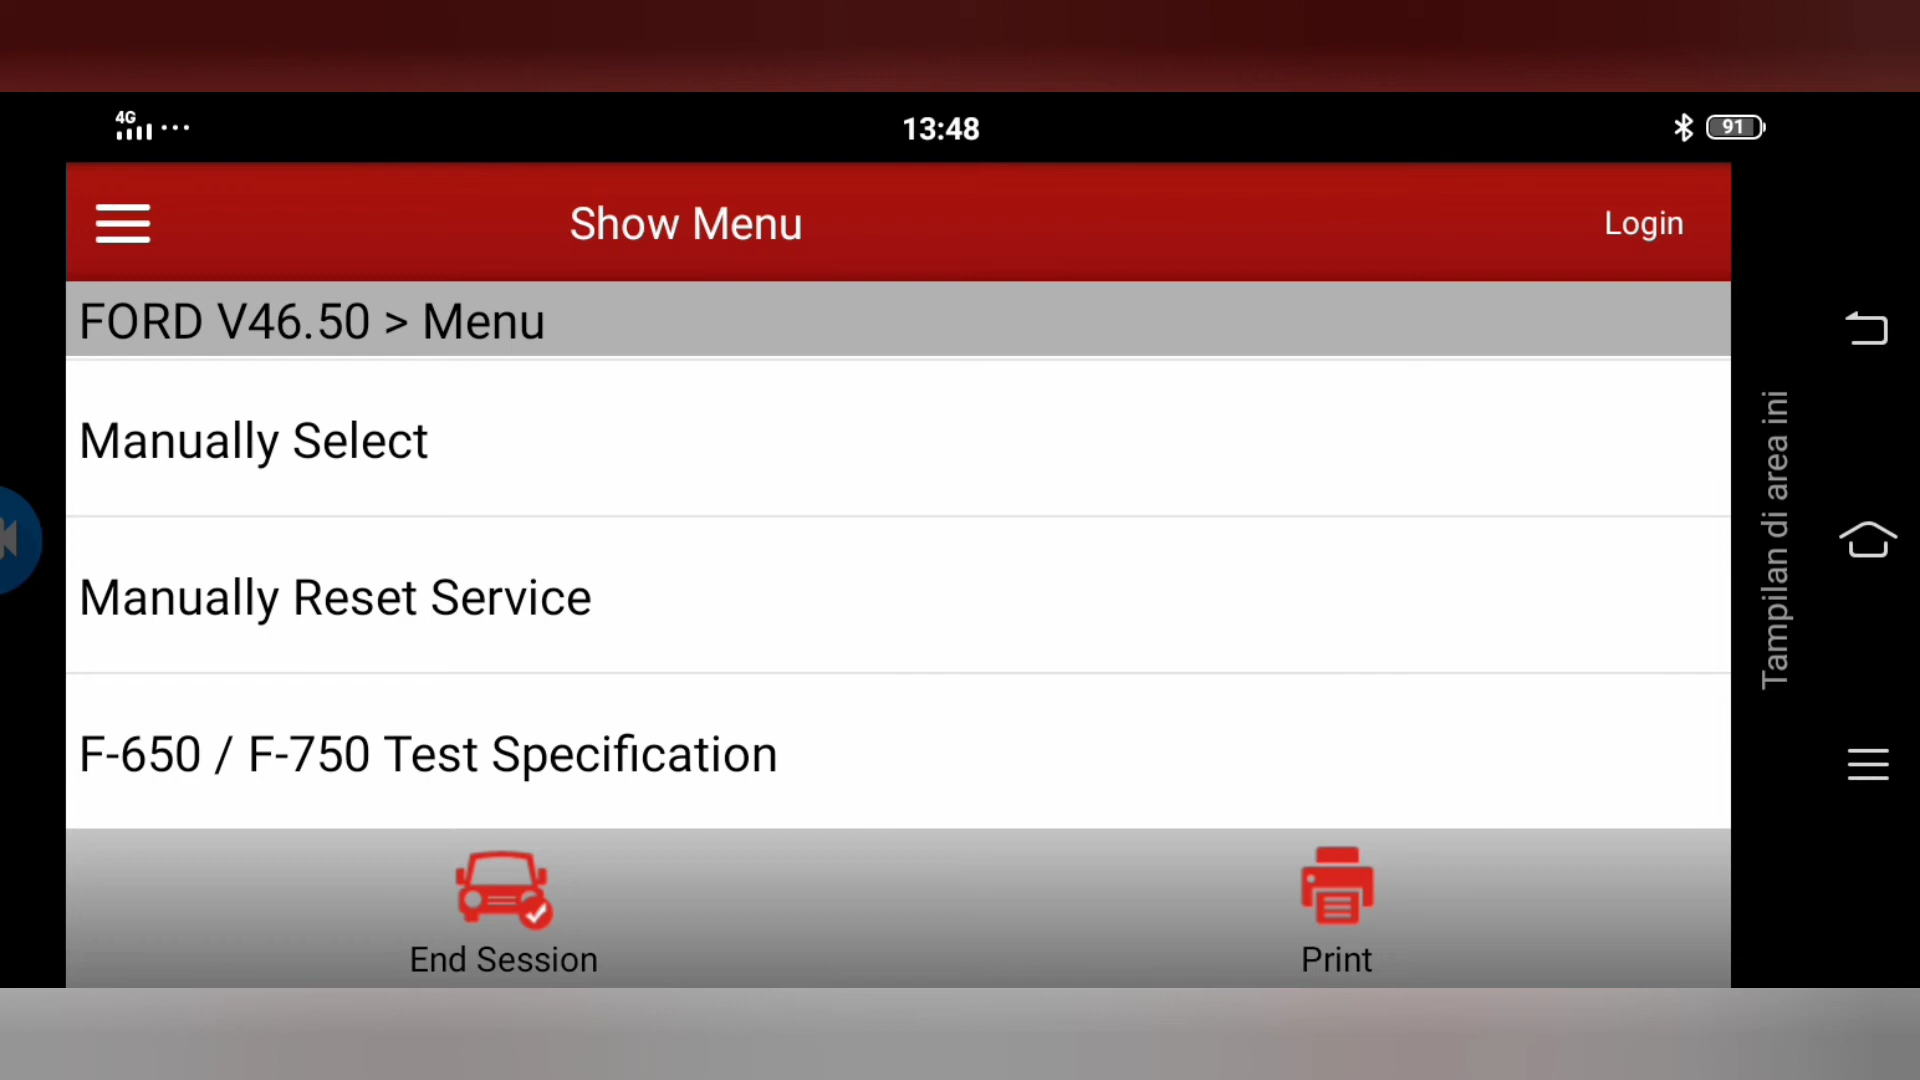 4G
13:48
91
Show Menu
Login
FORD V46.50 > Menu
Manually Select
Manually Reset Service
F-650 / F-750 Test Specification
End Session
Print
Tampilan di area ini